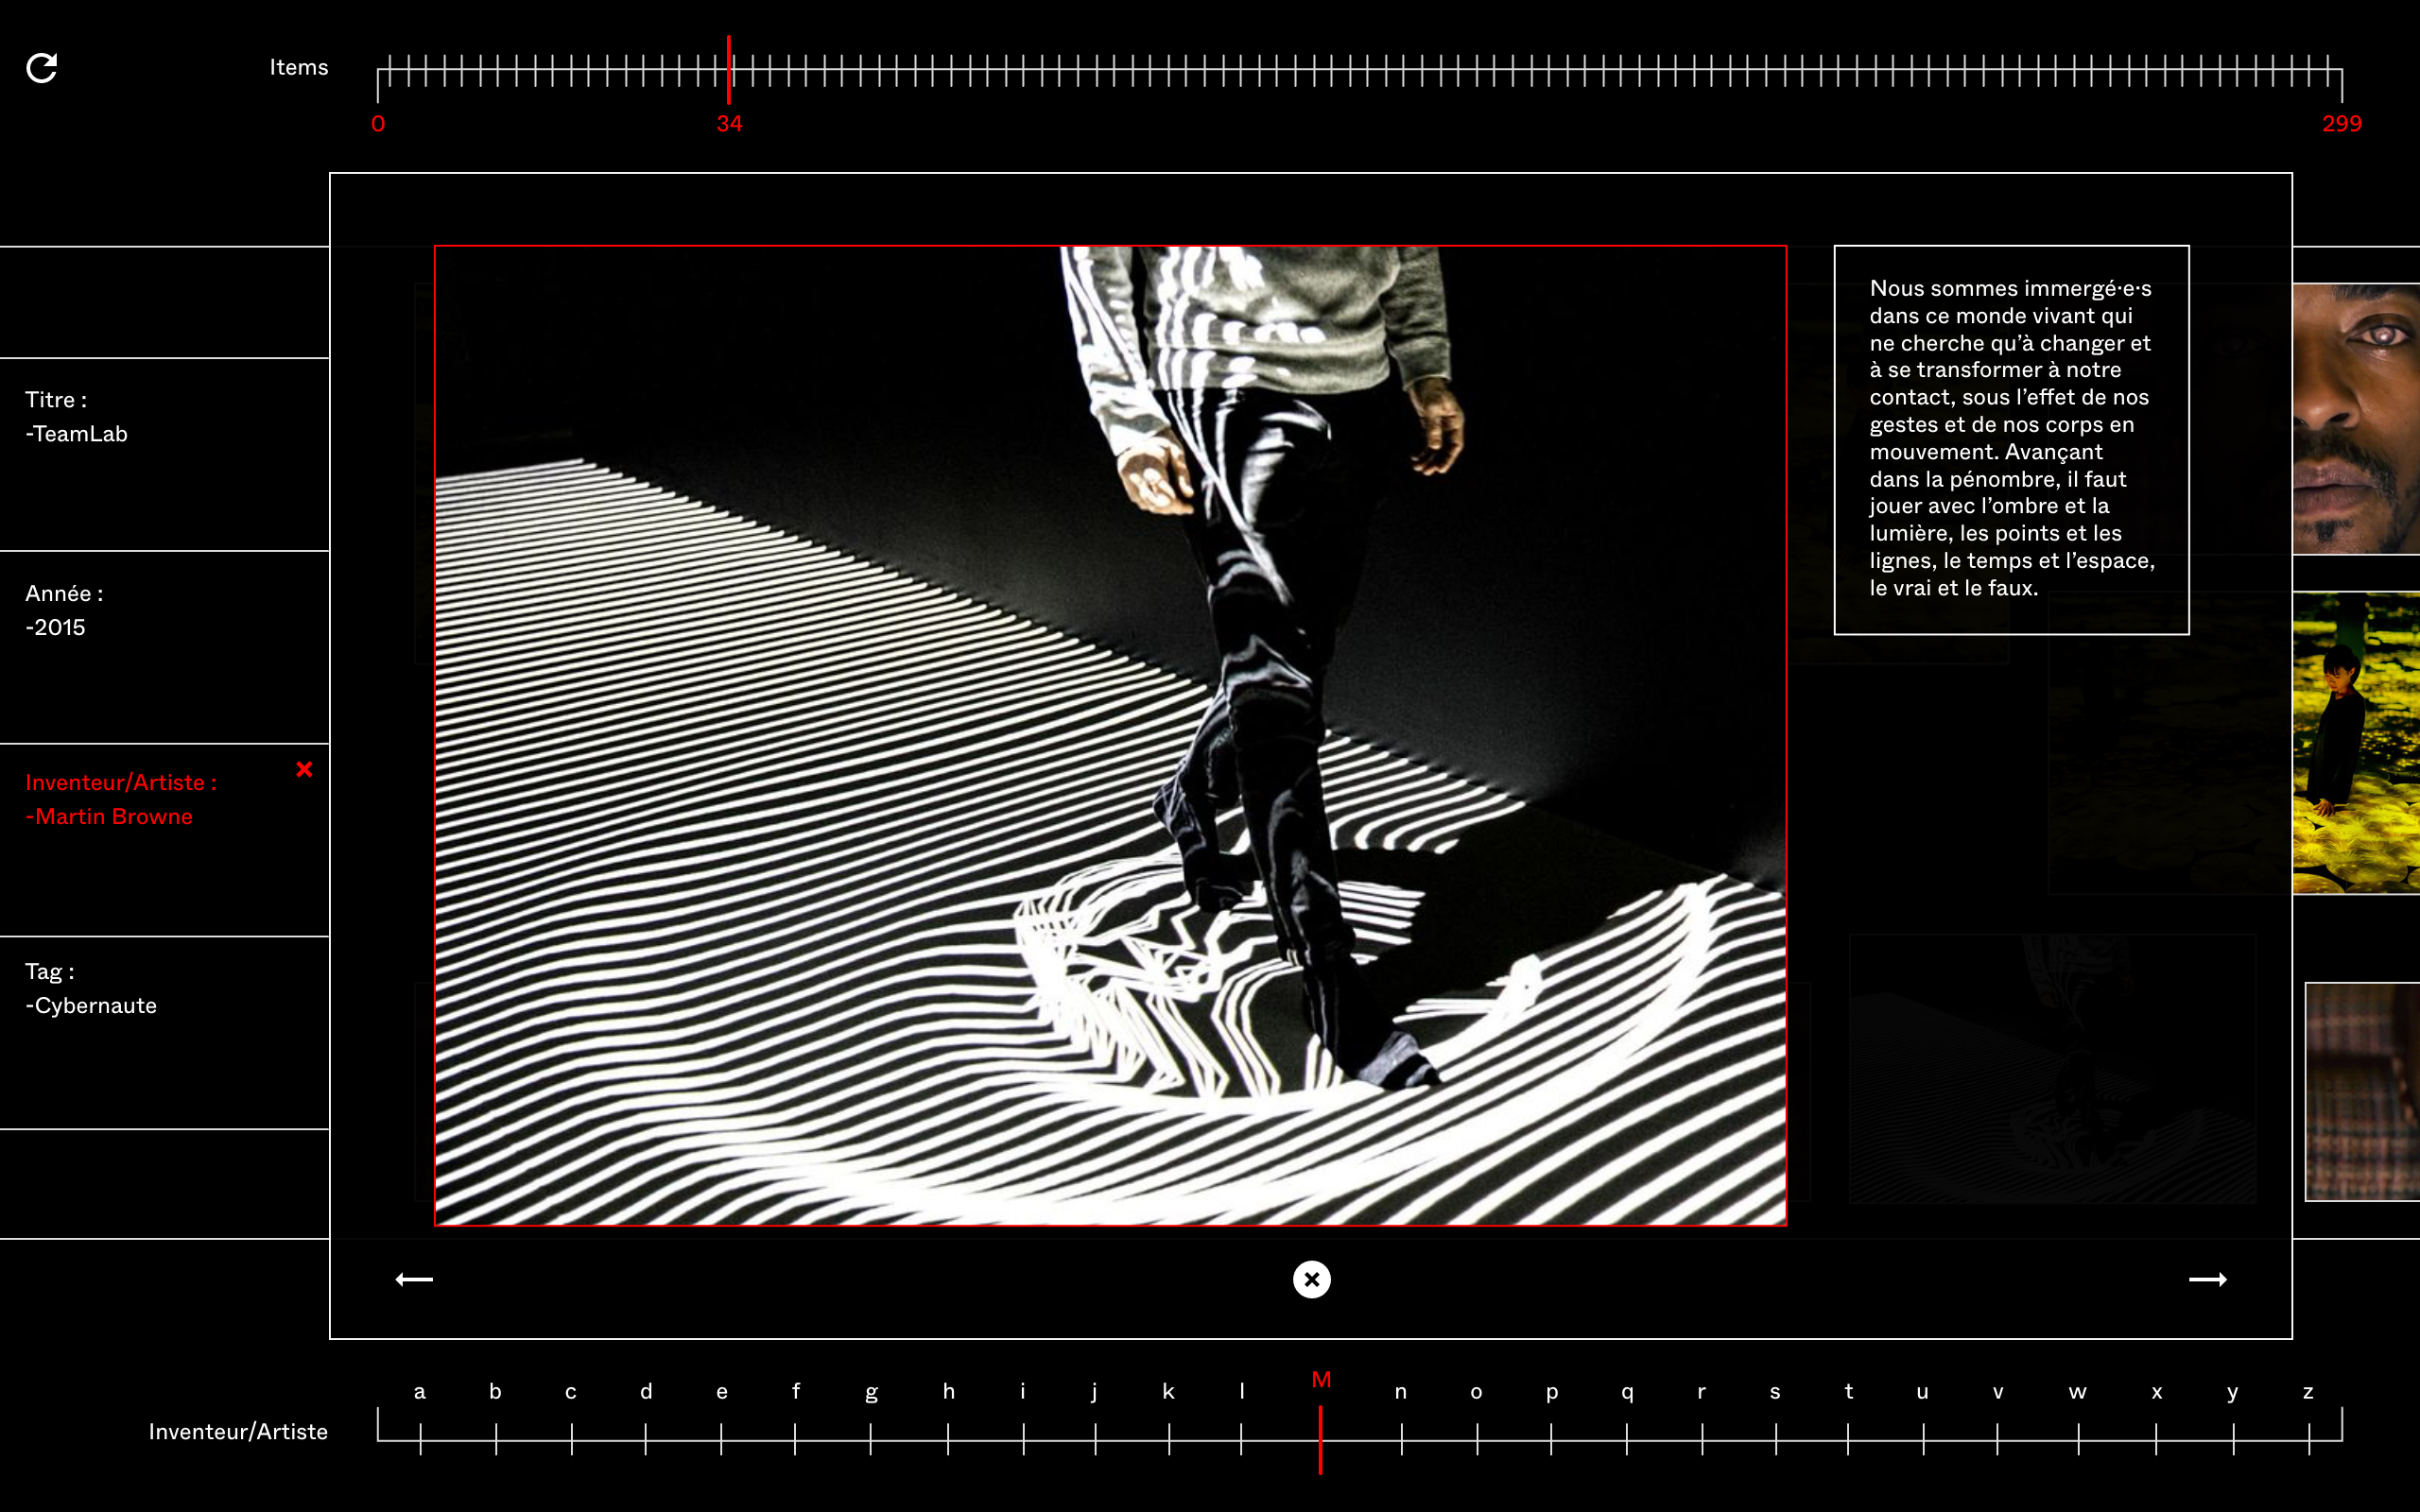 Items
0
34
299
Titre :
-TeamLab
Année :
-2015
Inventeur/Artiste :
-Martin Browne
Tag :
-Cybernaute
Nous sommes immergé·e·s
dans ce monde vivant qui
ne cherche qu’à changer et
à se transformer à notre
contact, sous l’effet de nos
gestes et de nos corps en
mouvement. Avançant
dans la pénombre, il faut
jouer avec l’ombre et la
lumière, les points et les
lignes, le temps et l’espace,
le vrai et le faux.
a b c d e f g h i j k l M n o p q r s t u v w x y z
Inventeur/Artiste